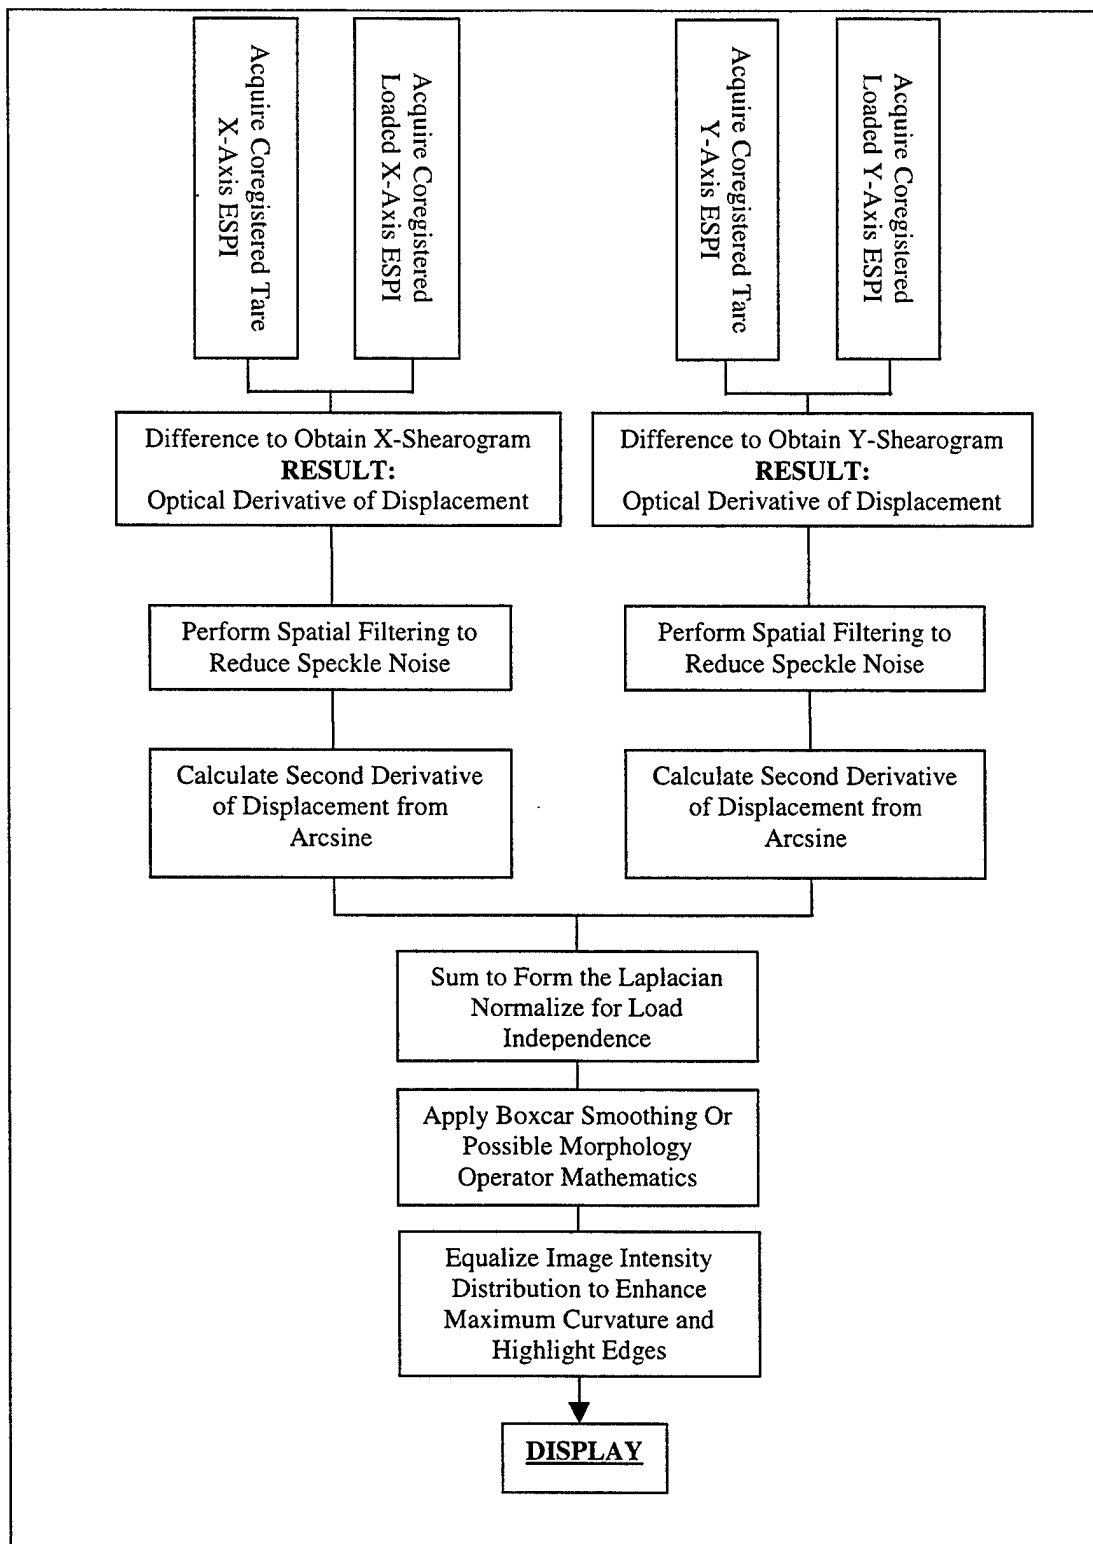 Acquire Coregistered Tare
X-Axis ESPI
Acquire Coregistered
Loaded X-Axis ESPI
Acquire Coregistered Tare
Y-Axis ESPI
Acquire Coregistered
Loaded Y-Axis ESPI
Difference to Obtain X-Shearogram
RESULT:
Optical Derivative of Displacement
Difference to Obtain Y-Shearogram
RESULT:
Optical Derivative of Displacement
Perform Spatial Filtering to
Reduce Speckle Noise
Perform Spatial Filtering to
Reduce Speckle Noise
Calculate Second Derivative
of Displacement from
Arcsine
Calculate Second Derivative
of Displacement from
Arcsine
Sum to Form the Laplacian
Normalize for Load
Independence
Apply Boxcar Smoothing Or
Possible Morphology
Operator Mathematics
Equalize Image Intensity
Distribution to Enhance
Maximum Curvature and
Highlight Edges
DISPLAY